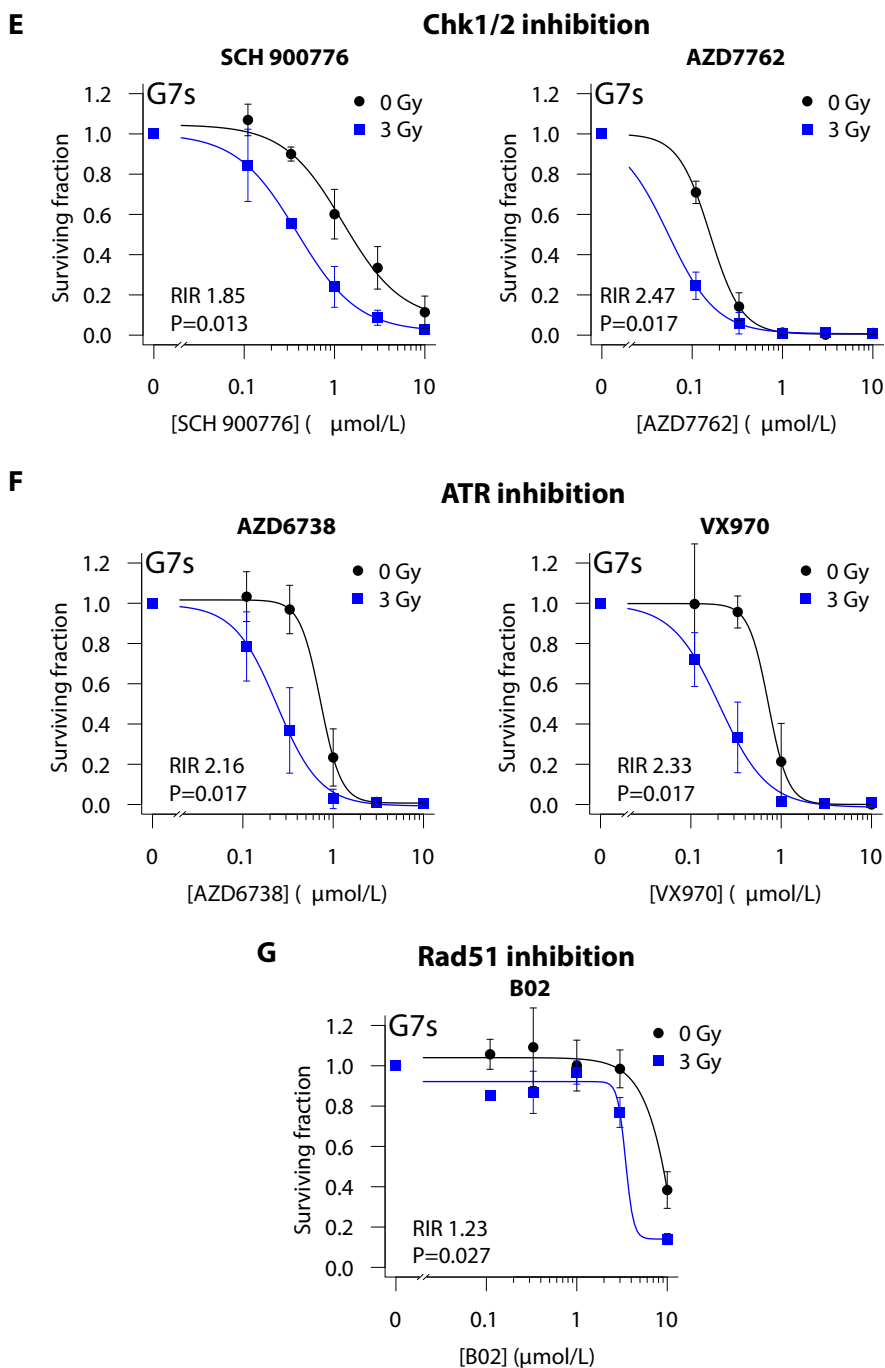 E
Chk1/2 inhibition
SCH 900776
G7s
0 Gy
3 Gy
Surviving fraction
1.2
1.0
0.8
0.6
0.4
0.2
0.0
RIR 1.85
P=0.013
0 0.1 1 10
[SCH 900776] ( µmol/L)
AZD7762
G7s
0 Gy
3 Gy
Surviving fraction
1.2
1.0
0.8
0.6
0.4
0.2
0.0
RIR 2.47
P=0.017
0 0.1 1 10
[AZD7762] ( µmol/L)
F
ATR inhibition
AZD6738
G7s
0 Gy
3 Gy
Surviving fraction
1.2
1.0
0.8
0.6
0.4
0.2
0.0
RIR 2.16
P=0.017
0 0.1 1 10
[AZD6738] ( µmol/L)
VX970
G7s
0 Gy
3 Gy
Surviving fraction
1.2
1.0
0.8
0.6
0.4
0.2
0.0
RIR 2.33
P=0.017
0 0.1 1 10
[VX970] ( µmol/L)
G
Rad51 inhibition
B02
G7s
0 Gy
3 Gy
Surviving fraction
1.2
1.0
0.8
0.6
0.4
0.2
0.0
RIR 1.23
P=0.027
0 0.1 1 10
[B02] (µmol/L)